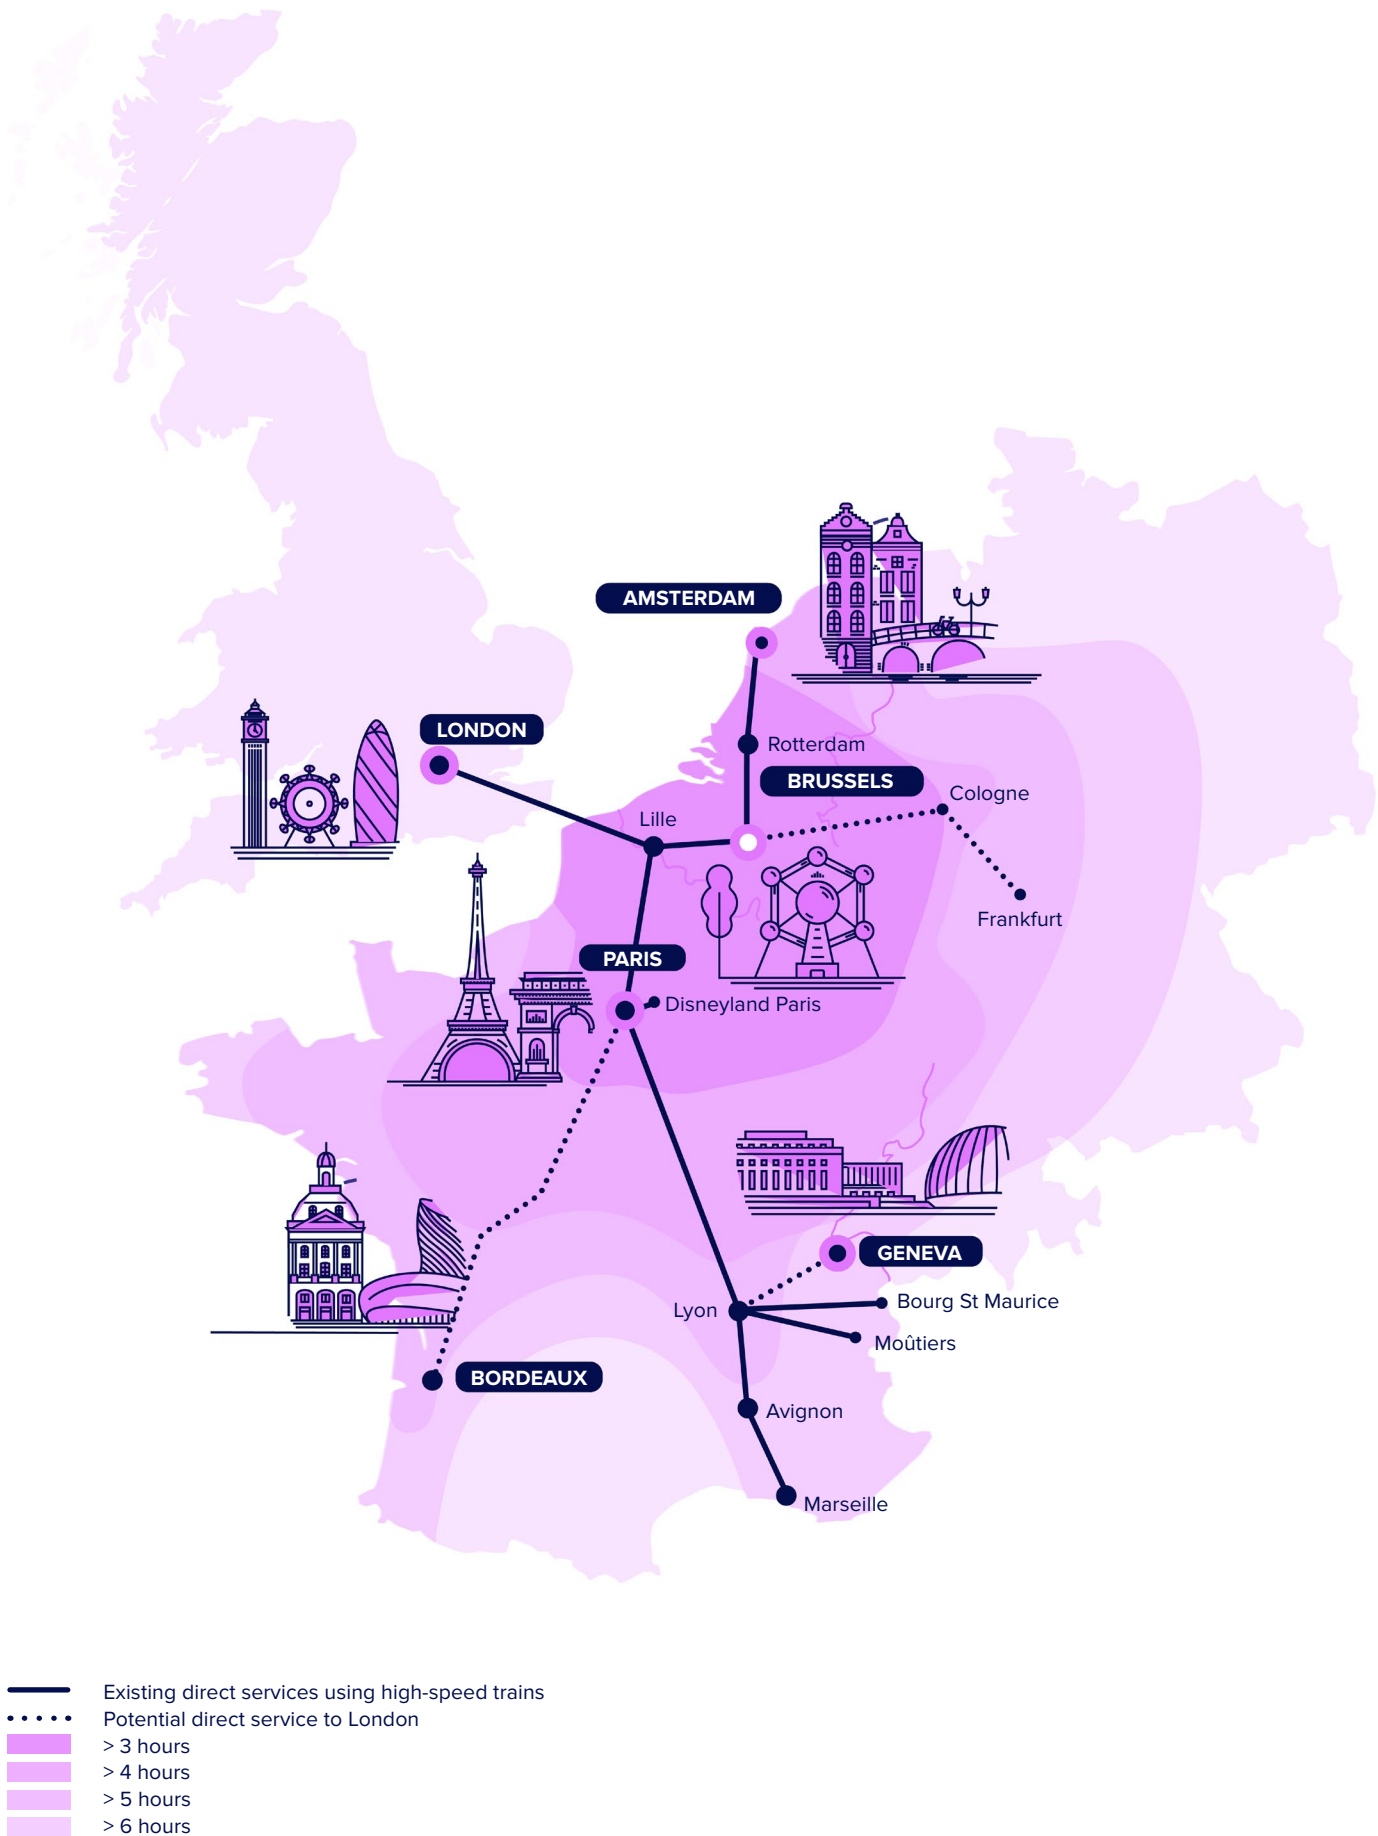 AMSTERDAM
LONDON
Rotterdam
BRUSSELS
Cologne
Lille
Frankfurt
PARIS
Disneyland Paris
GENEVA
Bourg St Maurice
Lyon
Moûtiers
BORDEAUX
Avignon
Marseille
Existing direct services using high-speed trains
Potential direct service to London
> 3 hours
> 4 hours
> 5 hours
> 6 hours